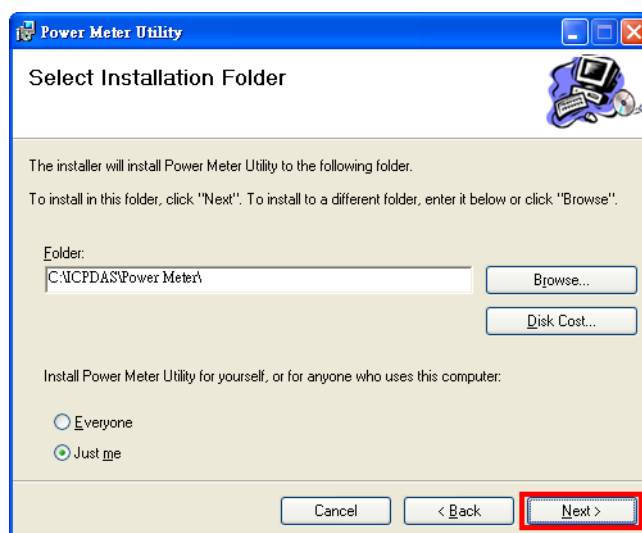 Power Meter Utility
Select Installation Folder
The installer will install Power Meter Utility to the following folder.
To install in this folder, click "Next". To install to a different folder, enter it below or click "Browse".
Folder:
C:\ICPDAS\Power Meter\
Browse...
Disk Cost...
Install Power Meter Utility for yourself, or for anyone who uses this computer:
Everyone
Just me
Cancel
< Back
Next >